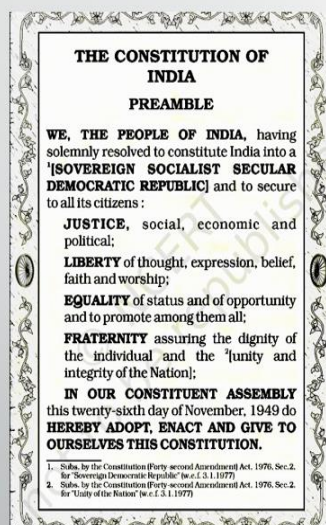 THE CONSTITUTION OF
INDIA
PREAMBLE
WE, THE PEOPLE OF INDIA, having
solemnly resolved to constitute India into a
¹[SOVEREIGN SOCIALIST SECULAR
DEMOCRATIC REPUBLIC] and to secure
to all its citizens :
JUSTICE, social, economic and
political;
LIBERTY of thought, expression, belief,
faith and worship;
EQUALITY of status and of opportunity
and to promote among them all;
FRATERNITY assuring the dignity of
the individual and the ²[unity and
integrity of the Nation];
IN OUR CONSTITUENT ASSEMBLY
this twenty-sixth day of November, 1949 do
HEREBY ADOPT, ENACT AND GIVE TO
OURSELVES THIS CONSTITUTION.
1. Subs. by the Constitution (Forty-second Amendment) Act. 1976, Sec.2,
for "Sovereign Democratic Republic" (w.e.f. 3.1.1977)
2. Subs. by the Constitution (Forty-second Amendment) Act. 1976, Sec.2,
for "Unity of the Nation" (w.e.f. 3.1.1977)